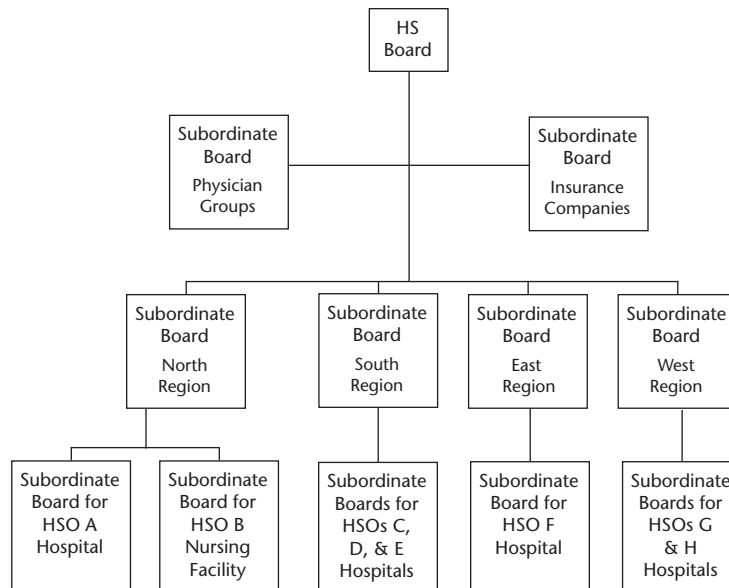 HS
Board
Subordinate
Board
Physician
Groups
Subordinate
Board
Insurance
Companies
Subordinate
Board
North
Region
Subordinate
Board
South
Region
Subordinate
Board
East
Region
Subordinate
Board
West
Region
Subordinate
Board for
HSO A
Hospital
Subordinate
Board for
HSO B
Nursing
Facility
Subordinate
Boards for
HSOs C,
D, & E
Hospitals
Subordinate
Board for
HSO F
Hospital
Subordinate
Boards for
HSOs G
& H
Hospitals